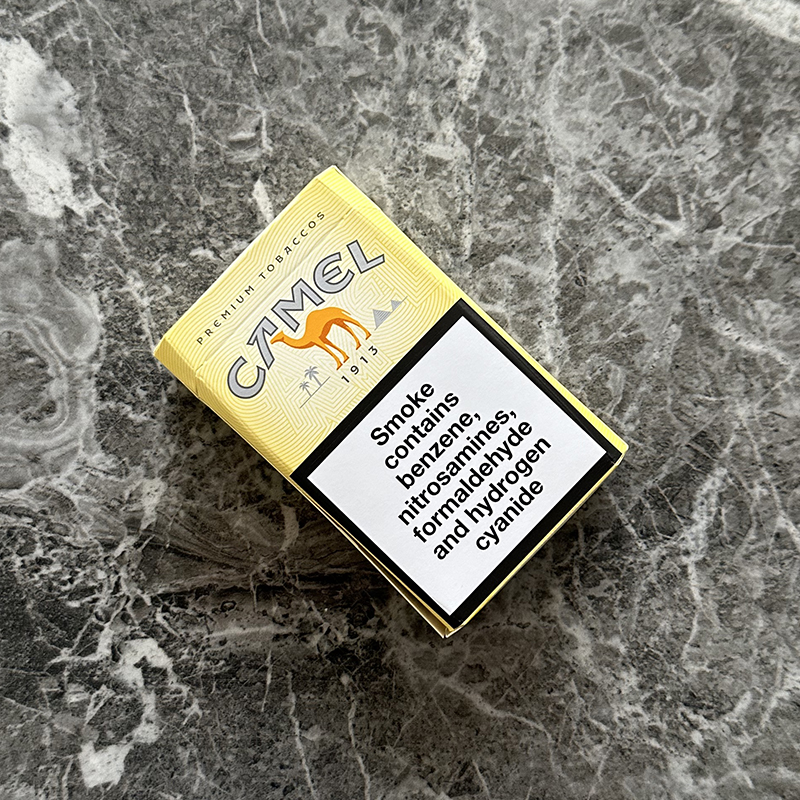 PREMIUM TOBACCOS
CAMEL
1913
Smoke
contains
benzene,
nitrosamines,
formaldehyde
and hydrogen
cyanide